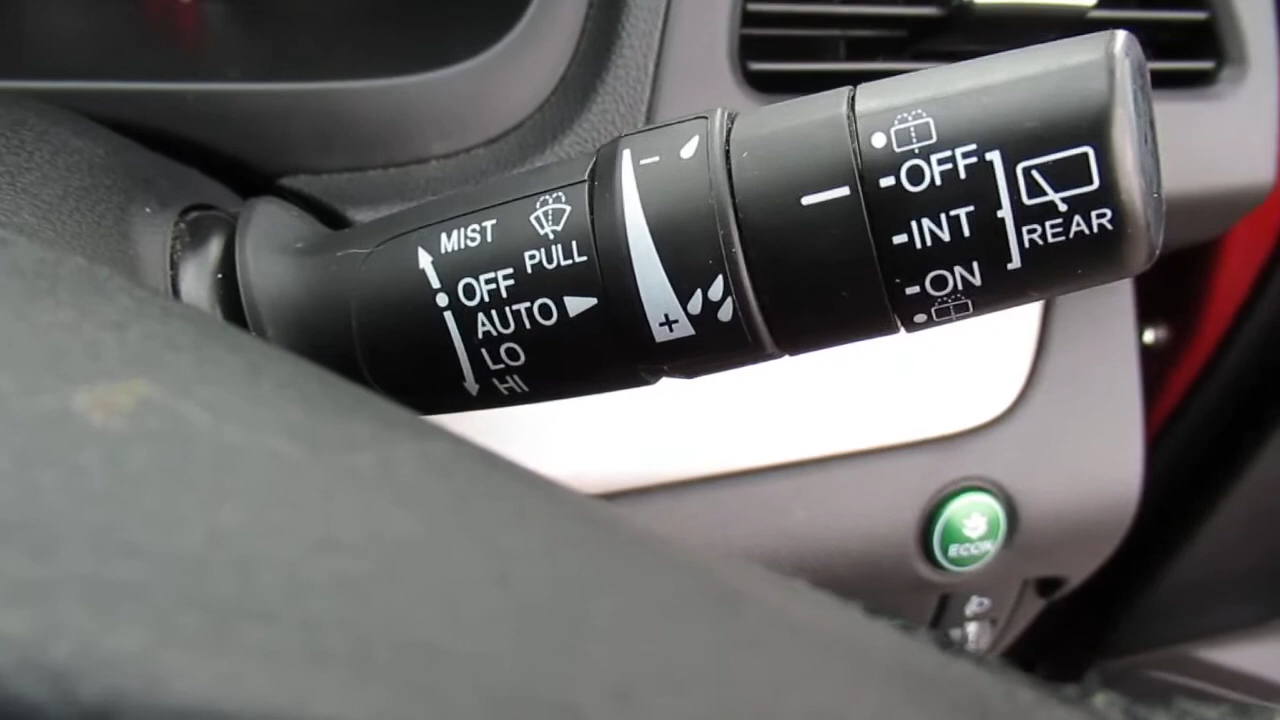 MIST
PULL
OFF
AUTO
LO
HI
- 
+
-OFF
-INT
-ON
REAR
ECON